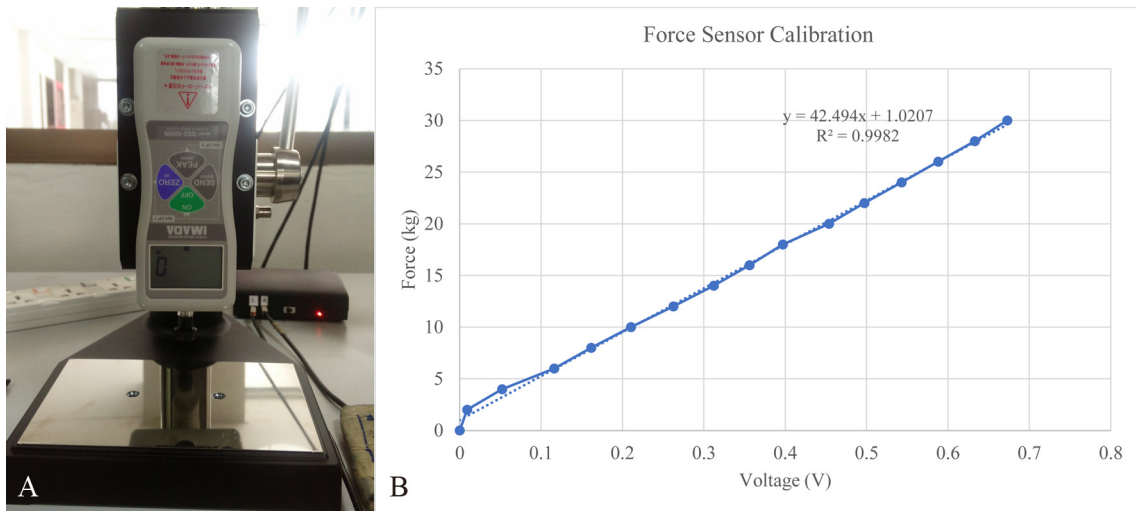 PEAK
SEND
ZERO
OFF
ON
IMADA
0
A
Force Sensor Calibration
y = 42.494x + 1.0207
R² = 0.9982
Force (kg)
35
30
25
20
15
10
5
0
0 0.1 0.2 0.3 0.4 0.5 0.6 0.7 0.8
Voltage (V)
B